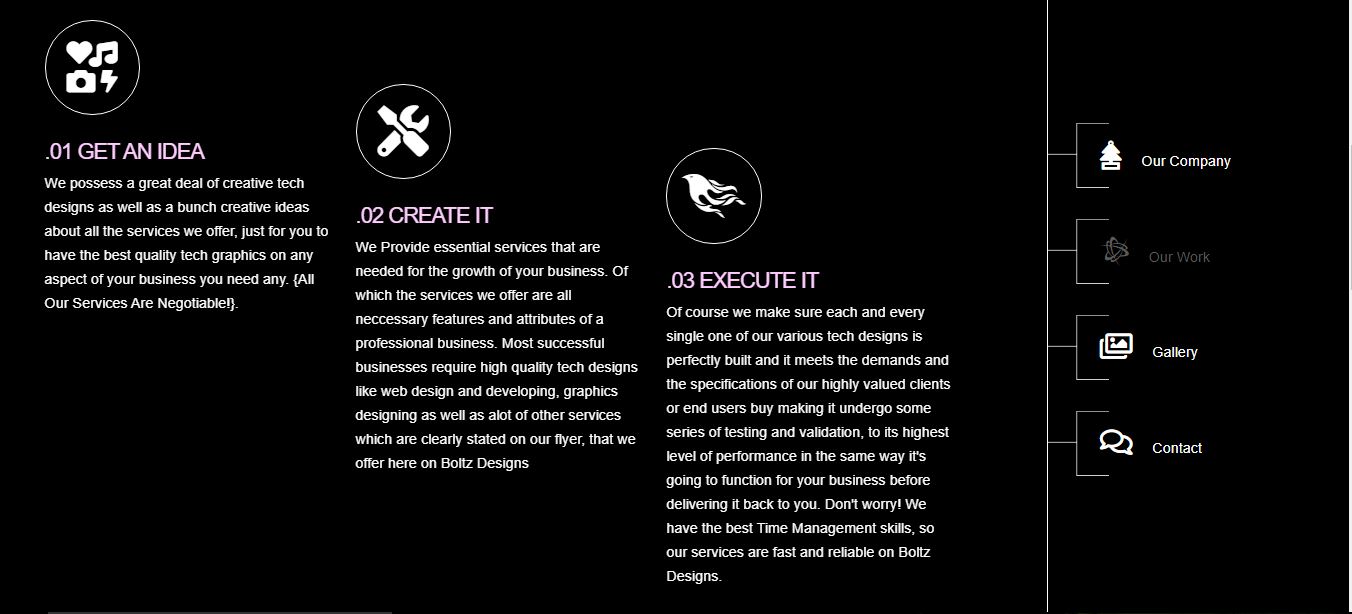 .01 GET AN IDEA
We possess a great deal of creative tech
designs as well as a bunch creative ideas
about all the services we offer, just for you to
have the best quality tech graphics on any
aspect of your business you need any. {All
Our Services Are Negotiable!}.
.02 CREATE IT
We Provide essential services that are
needed for the growth of your business. Of
which the services we offer are all
neccessary features and attributes of a
professional business. Most successful
businesses require high quality tech designs
like web design and developing, graphics
designing as well as alot of other services
which are clearly stated on our flyer, that we
offer here on Boltz Designs
.03 EXECUTE IT
Of course we make sure each and every
single one of our various tech designs is
perfectly built and it meets the demands and
the specifications of our highly valued clients
or end users buy making it undergo some
series of testing and validation, to its highest
level of performance in the same way it's
going to function for your business before
delivering it back to you. Don't worry! We
have the best Time Management skills, so
our services are fast and reliable on Boltz
Designs.
Our Company
Our Work
Gallery
Contact